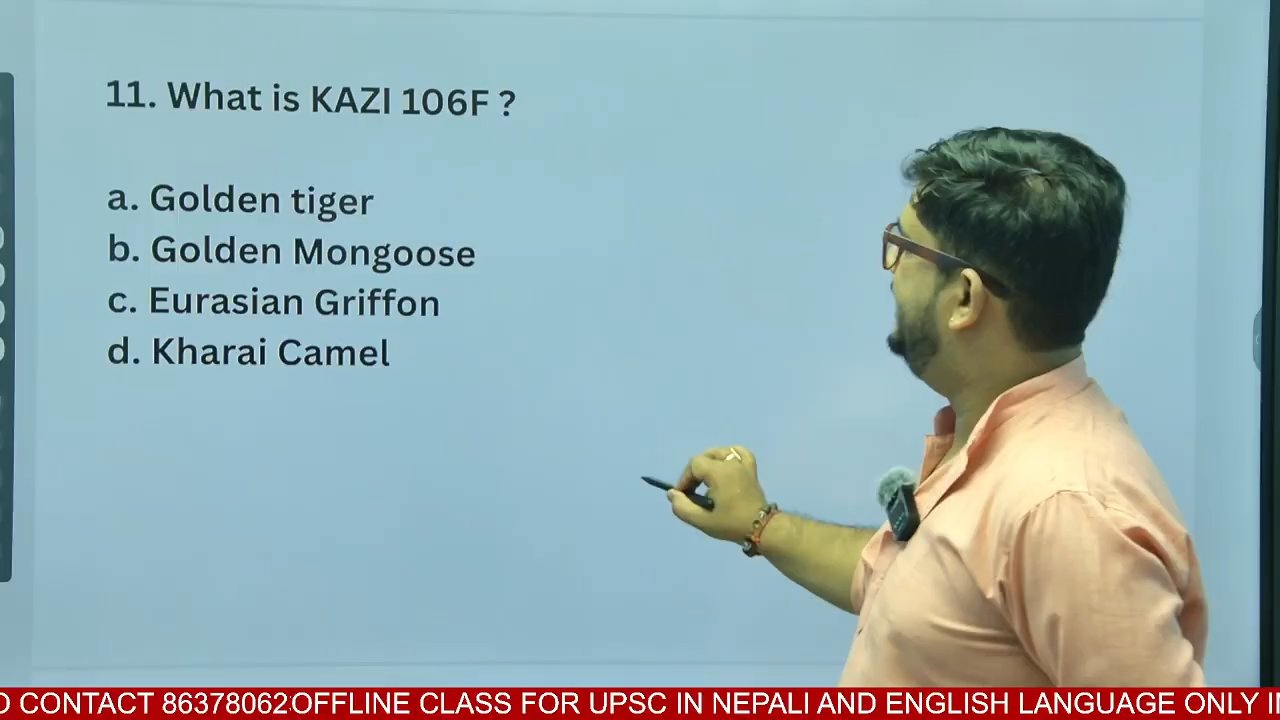 11. What is KAZI 106F ?
a. Golden tiger
b. Golden Mongoose
c. Eurasian Griffon
d. Kharai Camel
CONTACT 86378062 OFFLINE CLASS FOR UPSC IN NEPALI AND ENGLISH LANGUAGE ONLY